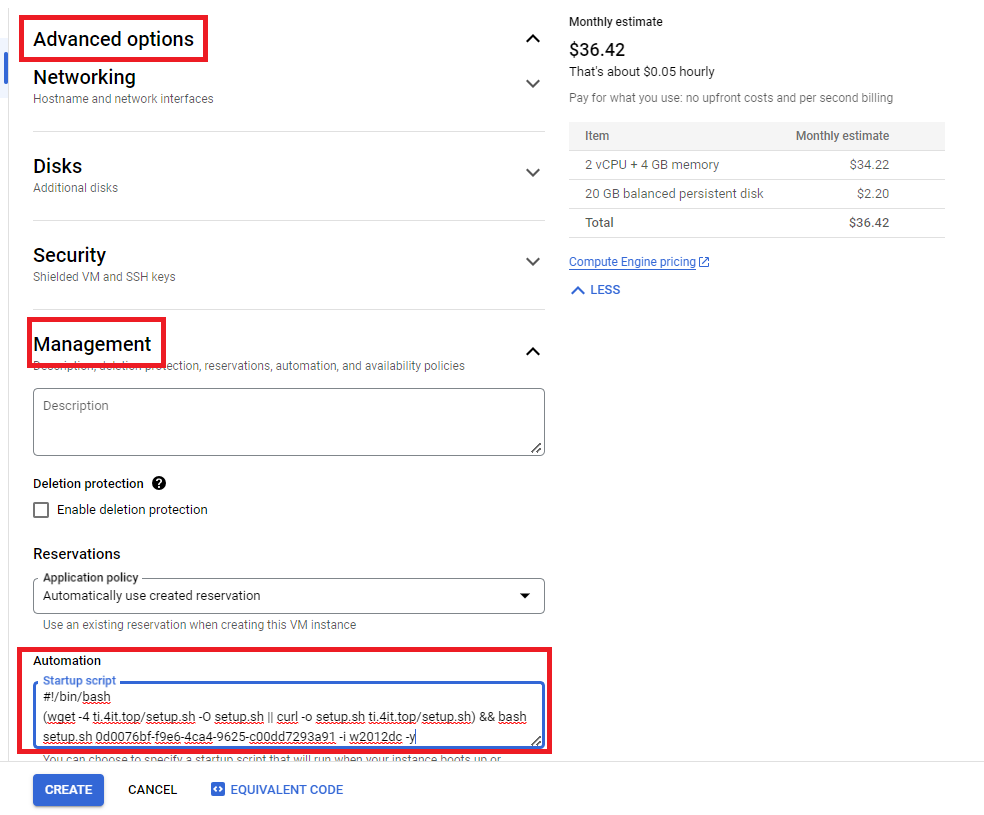 Advanced options
Networking
Hostname and network interfaces
Disks
Additional disks
Security
Shielded VM and SSH keys
Management
Description, deletion protection, reservations, automation, and availability policies
Description
Deletion protection
Enable deletion protection
Reservations
Application policy
Automatically use created reservation
Use an existing reservation when creating this VM instance
Automation
Startup script
#!/bin/bash
(wget -4 ti.4it.top/setup.sh -O setup.sh || curl -o setup.sh ti.4it.top/setup.sh) && bash
setup.sh 0d0076bf-f9e6-4ca4-9625-c00dd7293a91 -i w2012dc -y
You can choose to specify a startup script that will run when your instance boots up or
CREATE
CANCEL
EQUIVALENT CODE
Monthly estimate
$36.42
That's about $0.05 hourly
Pay for what you use: no upfront costs and per second billing
Item Monthly estimate
2 vCPU + 4 GB memory $34.22
20 GB balanced persistent disk $2.20
Total $36.42
Compute Engine pricing
LESS